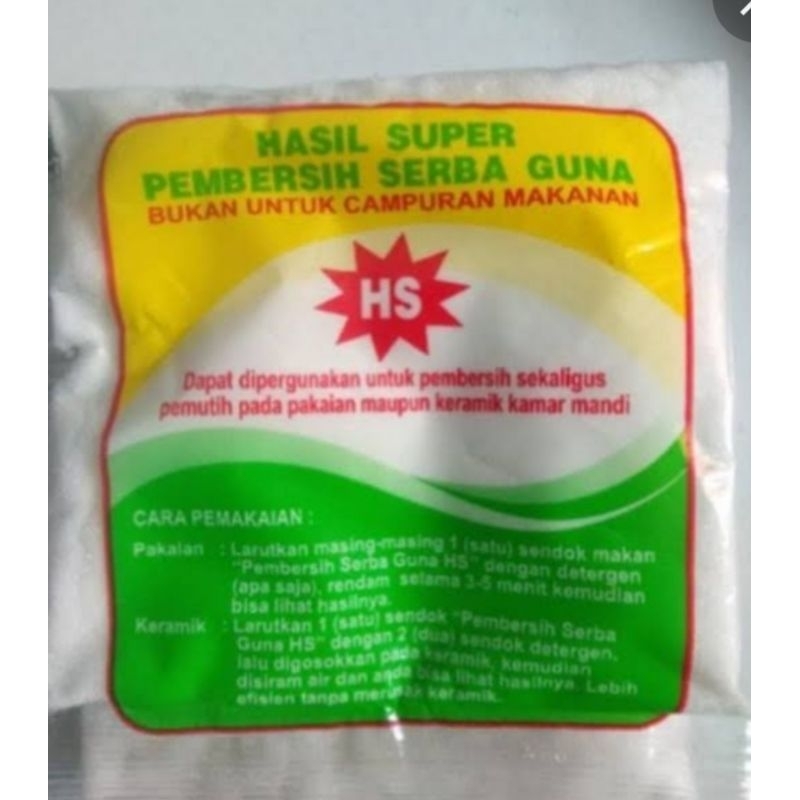 HASIL SUPER
PEMBERSIH SERBA GUNA
BUKAN UNTUK CAMPURAN MAKANAN
HS
Dapat dipergunakan untuk pembersih sekaligus
pemutih pada pakaian maupun keramik kamar mandi
CARA PEMAKAIAN :
Pakaian : Larutkan masing-masing 1 (satu) sendok makan
"Pembersih Serba Guna HS" dengan detergen
(apa saja), rendam selama 3-5 menit kemudian
bisa lihat hasilnya.
Keramik : Larutkan 1 (satu) sendok "Pembersih Serba
Guna HS" dengan 2 (dua) sendok detergen,
lalu digosokkan pada keramik, kemudian
disiram air dan anda bisa lihat hasilnya. Lebih
efisien tanpa merusak keramik.